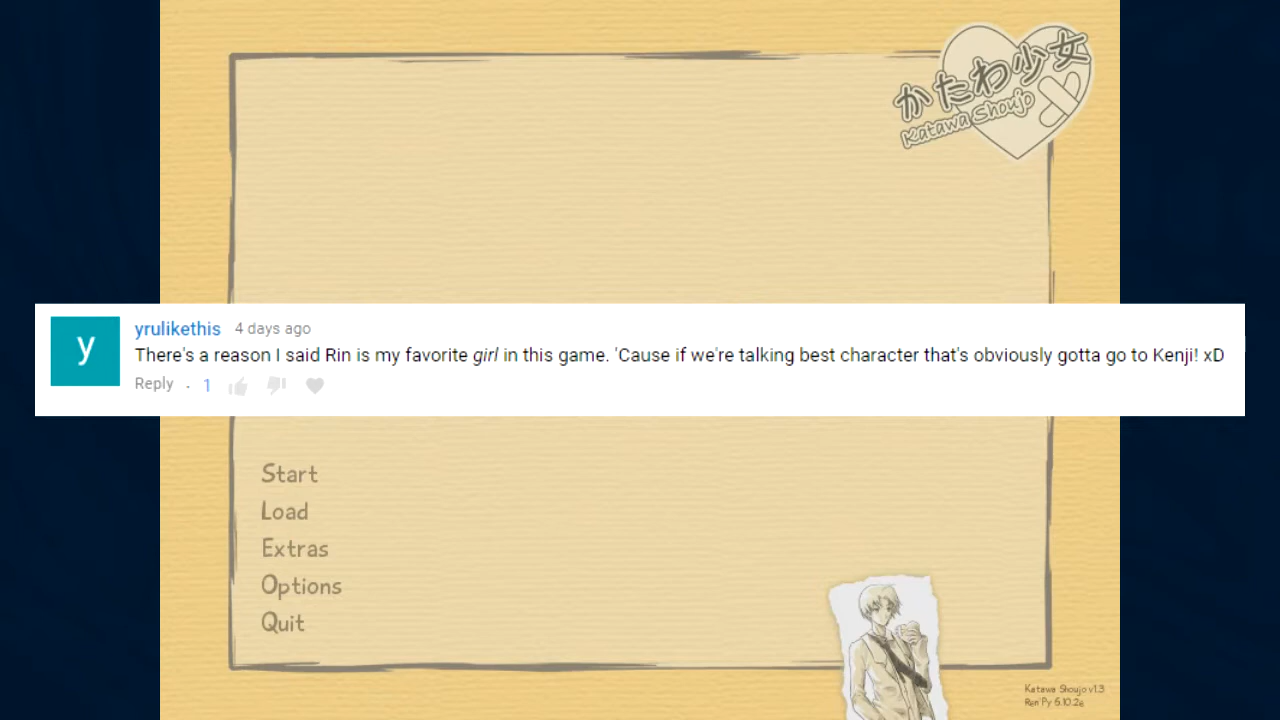 かたわ少女
Katawa Shoujo
yrulikethis 4 days ago
y
There's a reason I said Rin is my favorite girl in this game. 'Cause if we're talking best character that's obviously gotta go to Kenji! xD
Reply · 1
Start
Load
Extras
Options
Quit
Katawa Shoujo v1.3
Ren'Py 6.10.2e